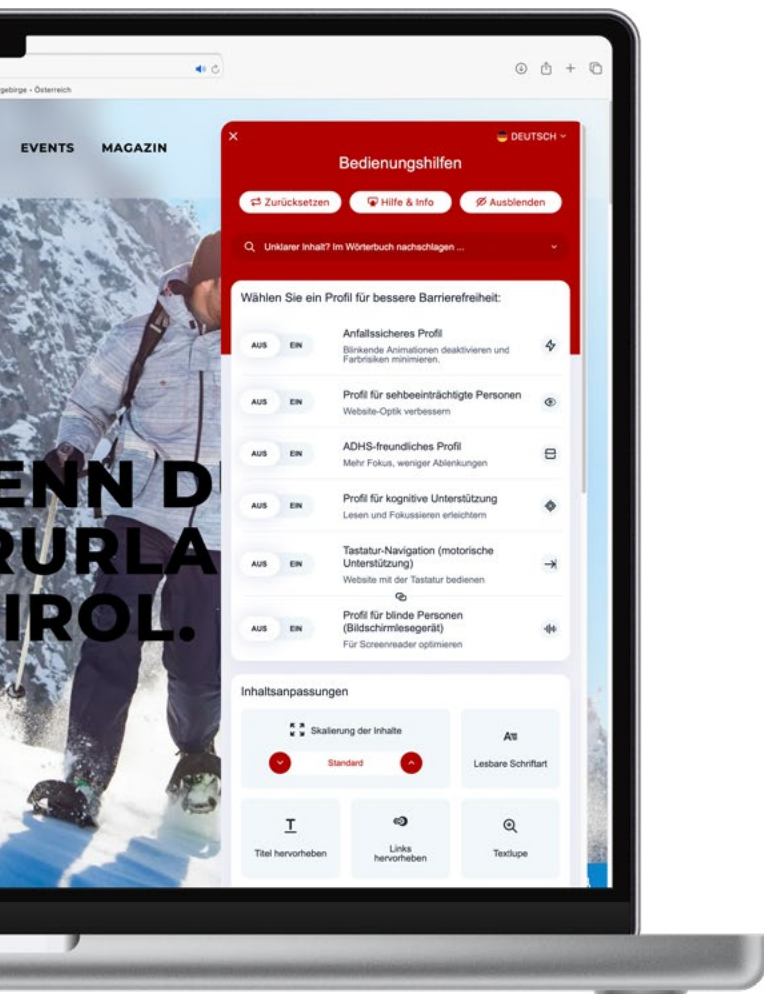 gebirge - Österreich
EVENTS MAGAZIN
DEUTSCH
Bedienungshilfen
Zurücksetzen
Hilfe & Info
Ausblenden
Unklarer Inhalt? Im Wörterbuch nachschlagen ...
Wählen Sie ein Profil für bessere Barrierefreiheit:
AUS EIN
Anfallssicheres Profil
Blinkende Animationen deaktivieren und
Farbrisiken minimieren.
AUS EIN
Profil für sehbeeinträchtigte Personen
Website-Optik verbessern
AUS EIN
ADHS-freundliches Profil
Mehr Fokus, weniger Ablenkungen
AUS EIN
Profil für kognitive Unterstützung
Lesen und Fokussieren erleichtern
AUS EIN
Tastatur-Navigation (motorische
Unterstützung)
Website mit der Tastatur bedienen
AUS EIN
Profil für blinde Personen
(Bildschirmlesegerät)
Für Screenreader optimieren
Inhaltsanpassungen
Skalierung der Inhalte
Standard
Lesbare Schriftart
Titel hervorheben
Links
hervorheben
Textlupe
ENN D
RURLA
IROL.